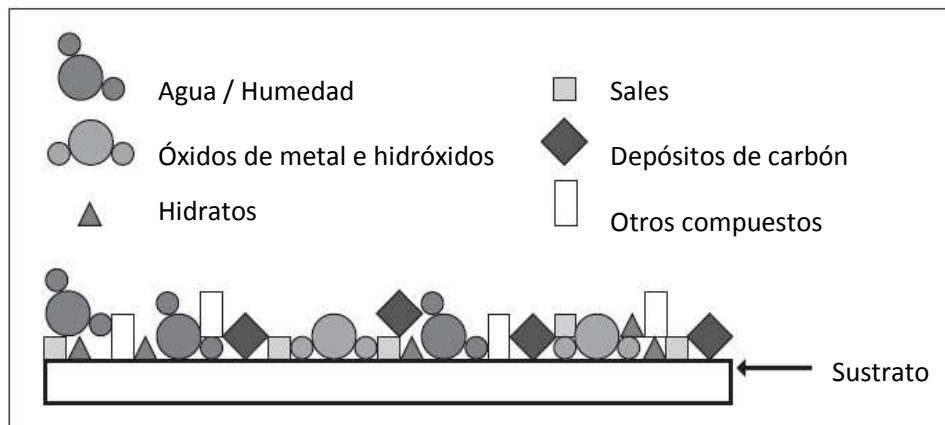 Agua / Humedad
Sales
Óxidos de metal e hidróxidos
Depósitos de carbón
Hidratos
Otros compuestos
Sustrato